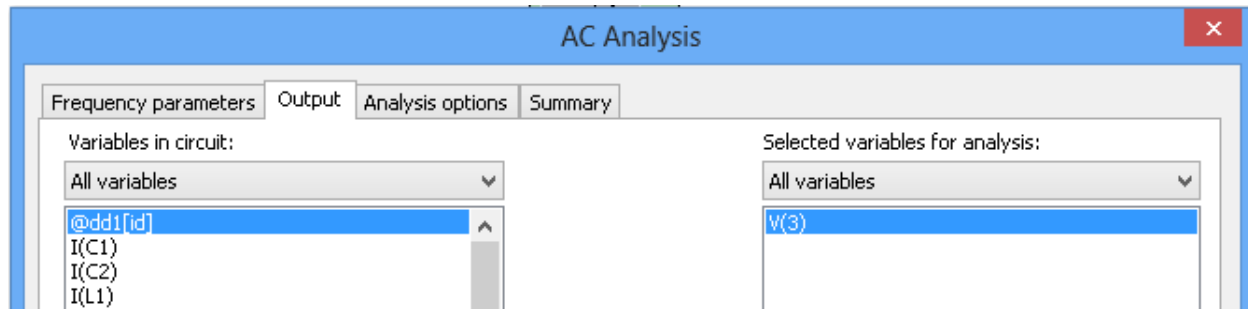 AC Analysis
Frequency parameters Output Analysis options Summary
Variables in circuit: Selected variables for analysis:
All variables All variables
@dd1[id] V(3)
I(C1)
I(C2)
I(L1)